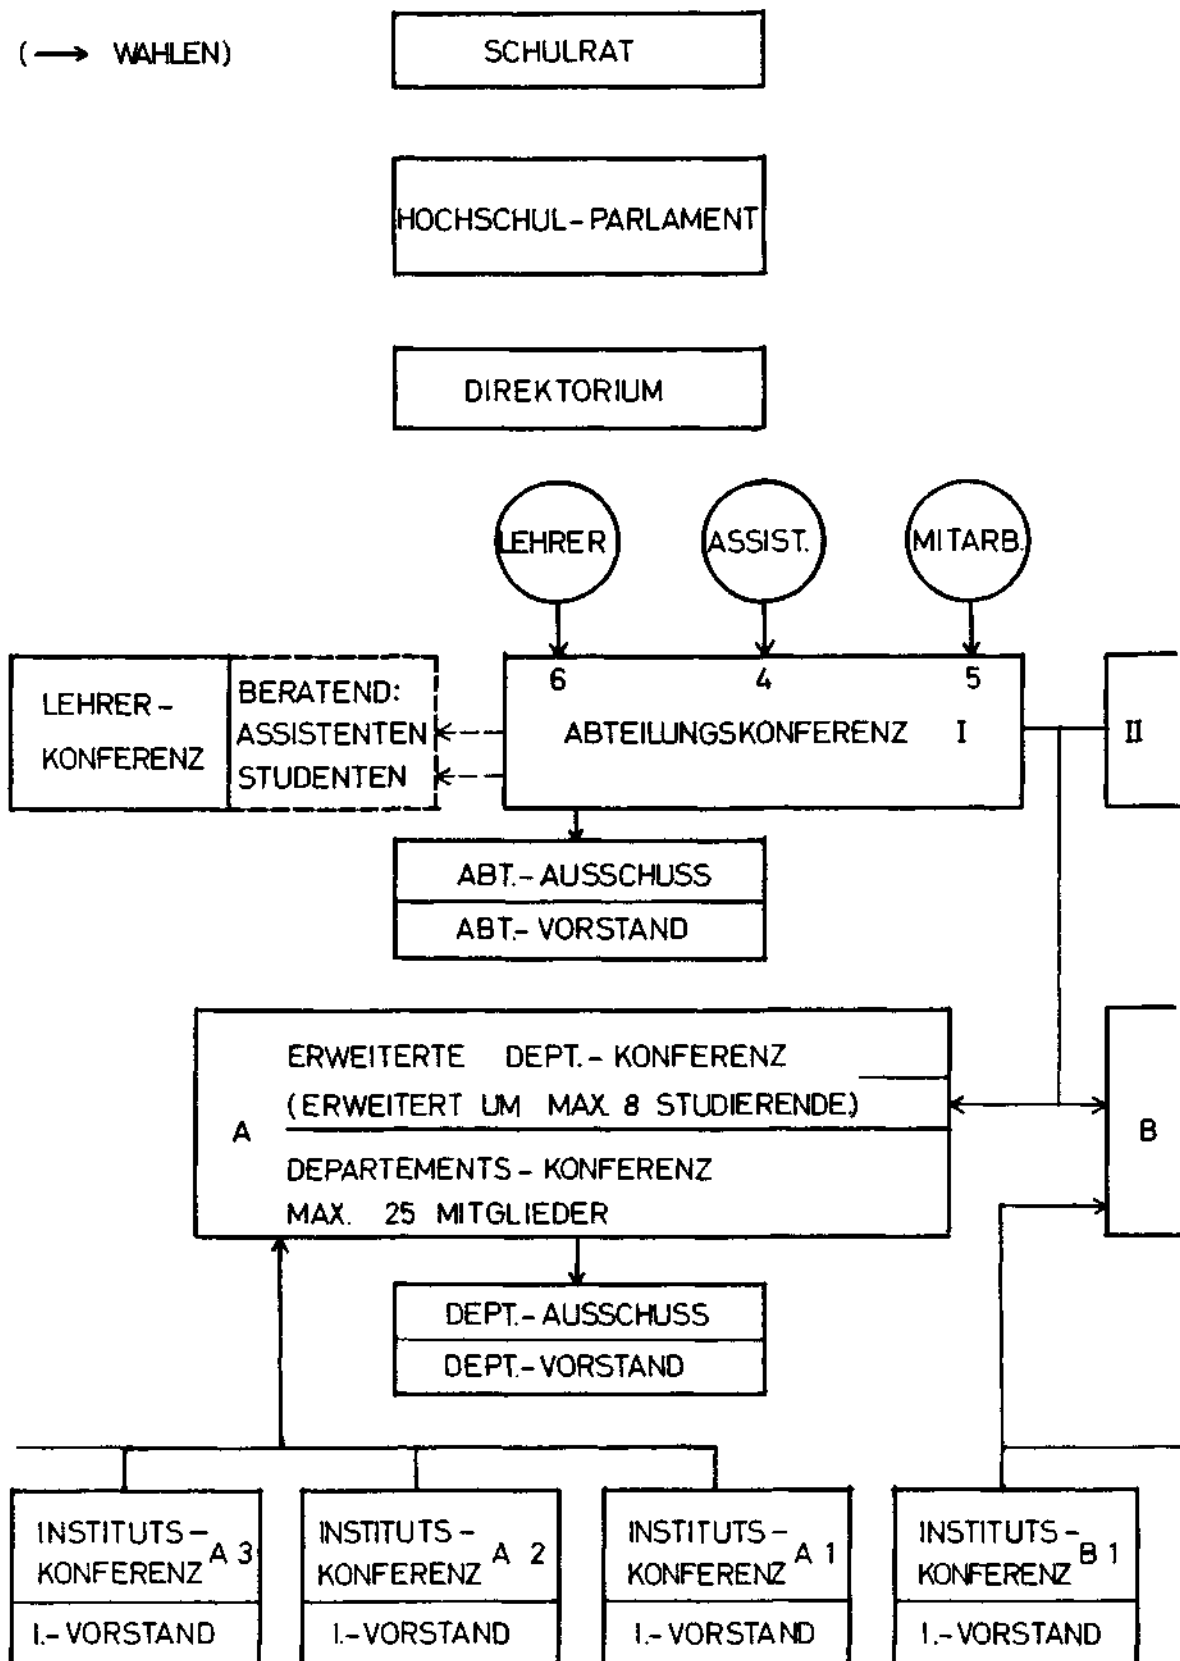 (→ WAHLEN)
SCHULRAT
HOCHSCHUL-PARLAMENT
DIREKTORIUM
LEHRER
ASSIST.
MITARB.
6 4 5
ABTEILUNGSKONFERENZ I
II
LEHRER-
KONFERENZ
BERATEND:
ASSISTENTEN
STUDENTEN
ABT.-AUSSCHUSS
ABT.-VORSTAND
A
ERWEITERTE DEPT.-KONFERENZ
(ERWEITERT UM MAX. 8 STUDIERENDE)
DEPARTEMENTS-KONFERENZ
MAX. 25 MITGLIEDER
B
DEPT.-AUSSCHUSS
DEPT.-VORSTAND
INSTITUTS-
KONFERENZ A 3
I.-VORSTAND
INSTITUTS-
KONFERENZ A 2
I.-VORSTAND
INSTITUTS-
KONFERENZ A 1
I.-VORSTAND
INSTITUTS-
KONFERENZ B 1
I.-VORSTAND